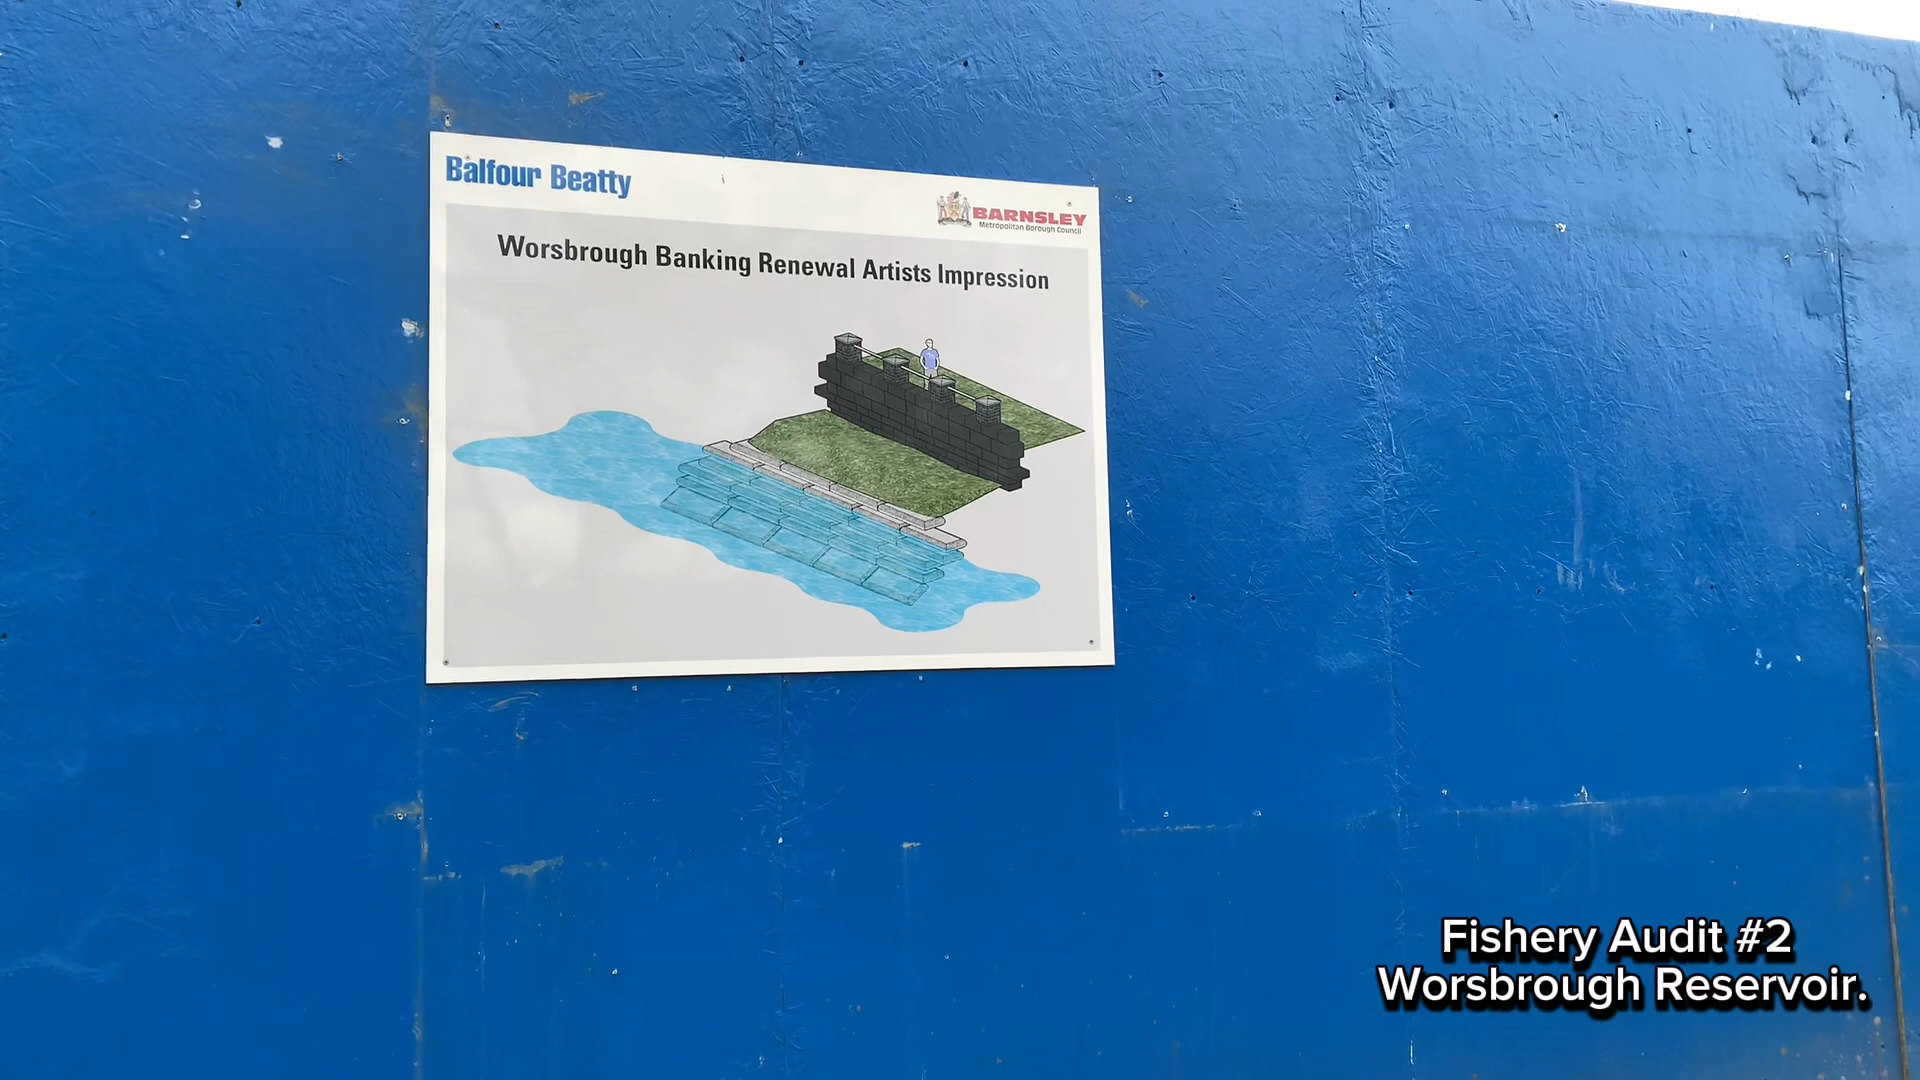 Balfour Beatty
BARNSLEY
Metropolitan Borough Council
Worsbrough Banking Renewal Artists Impression
Fishery Audit #2
Worsbrough Reservoir.